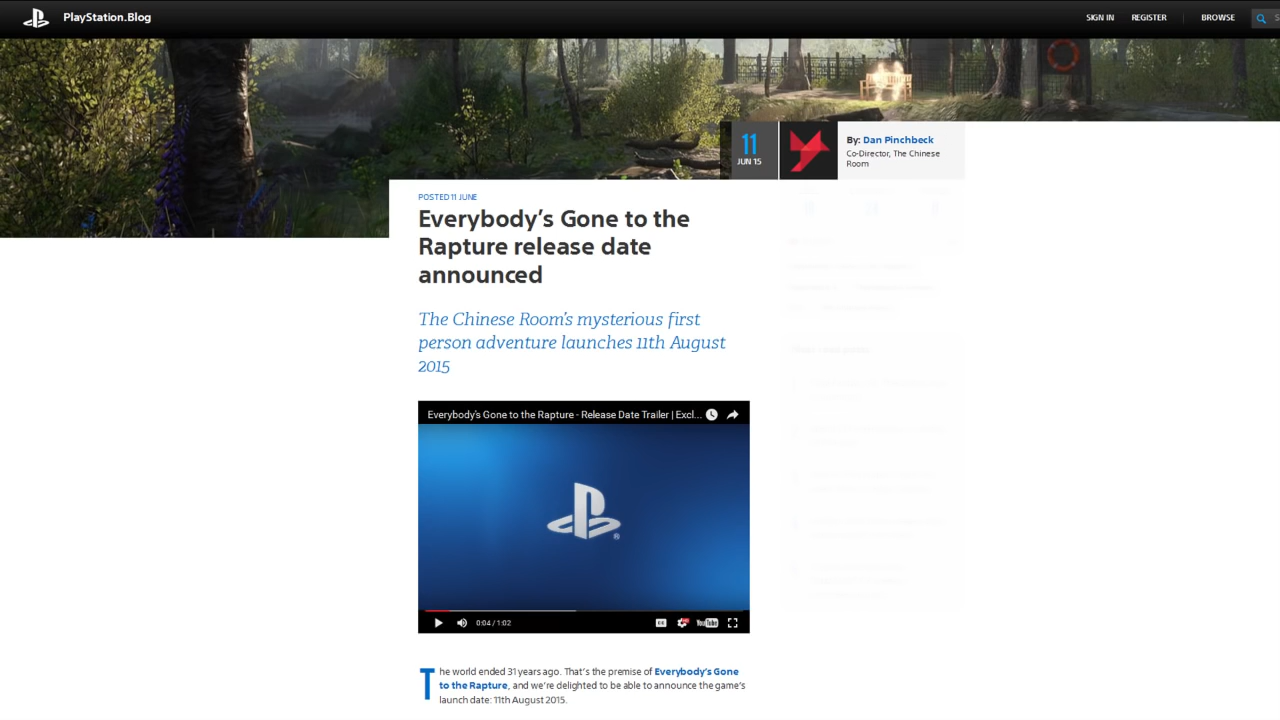 PlayStation.Blog
SIGN IN
REGISTER
BROWSE
11
JUN 15
By: Dan Pinchbeck
Co-Director, The Chinese
Room
POSTED 11 JUNE
Everybody's Gone to the
Rapture release date
announced
The Chinese Room's mysterious first
person adventure launches 11th August
2015
Everybody's Gone to the Rapture - Release Date Trailer | Excl...
0:04 / 1:02
YouTube
The world ended 31 years ago. That's the premise of Everybody's Gone
to the Rapture, and we're delighted to be able to announce the game's
launch date: 11th August 2015.